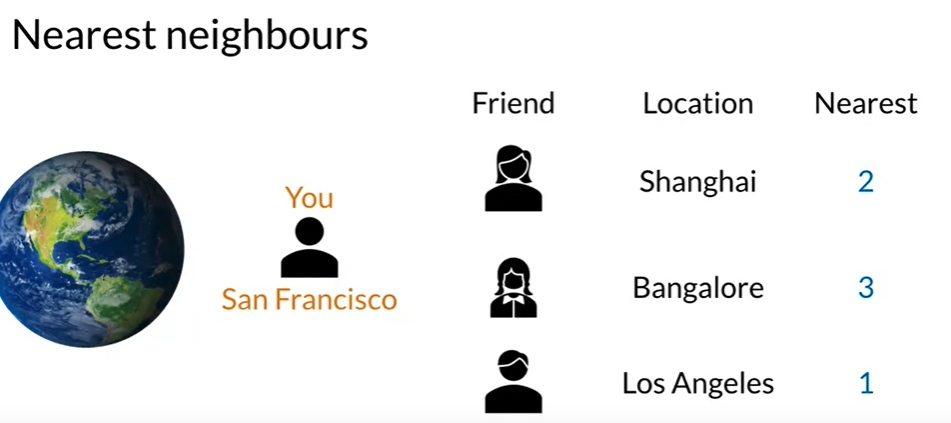 Nearest neighbours
Friend Location Nearest
You
San Francisco
Shanghai 2
Bangalore 3
Los Angeles 1